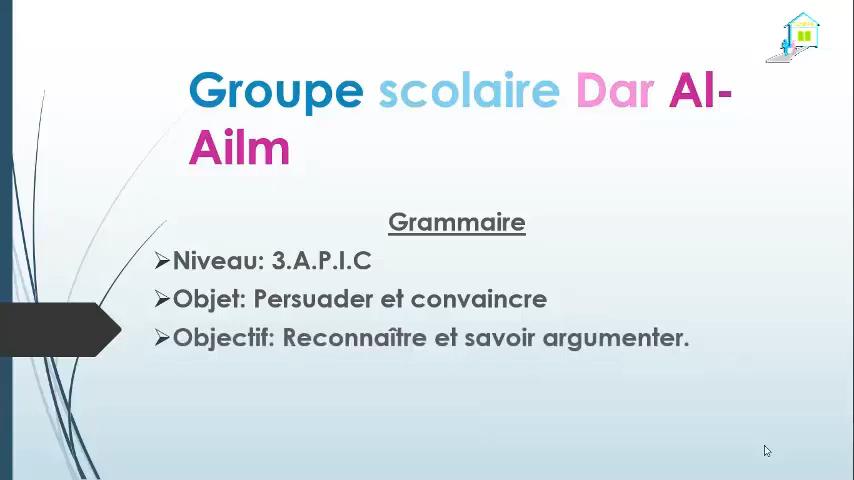 Groupe scolaire Dar Al-
Ailm
Grammaire
Niveau: 3.A.P.I.C
Objet: Persuader et convaincre
Objectif: Reconnaître et savoir argumenter.